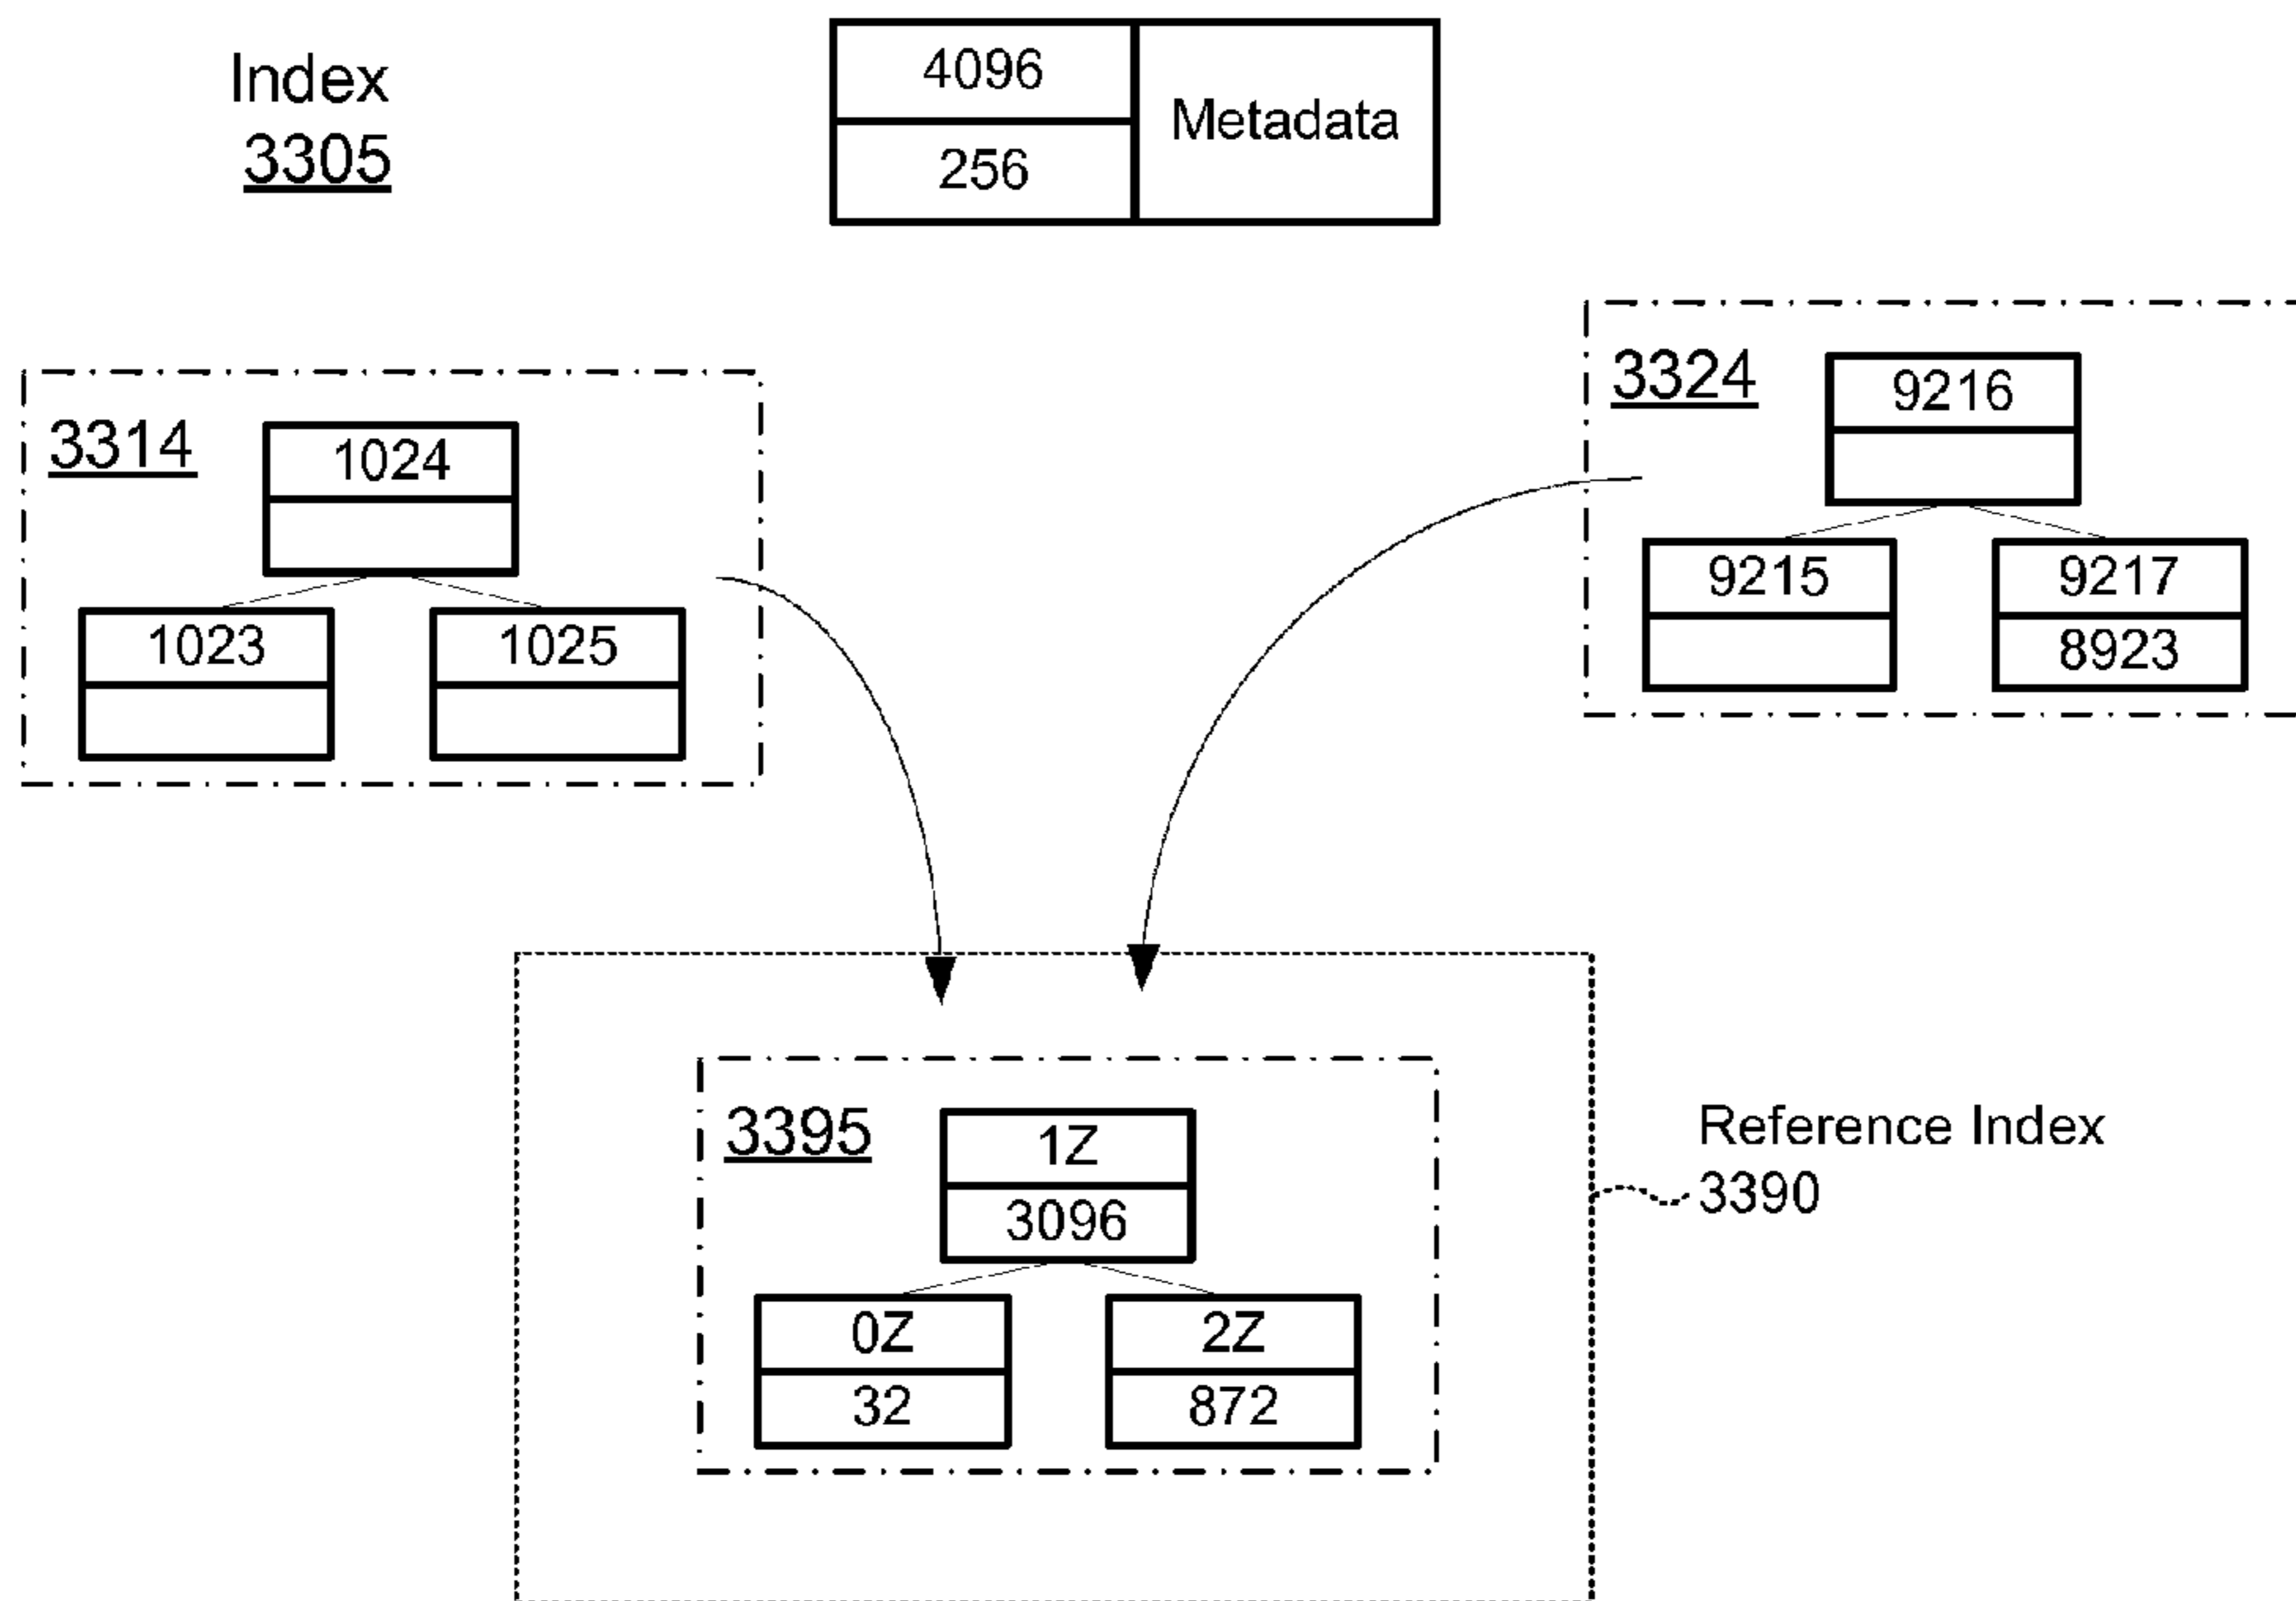 Index
3305
4096
256
Metadata
3314
1024
1023
1025
3324
9216
9215
9217
8923
3395
1Z
3096
0Z
2Z
32
872
Reference Index
3390